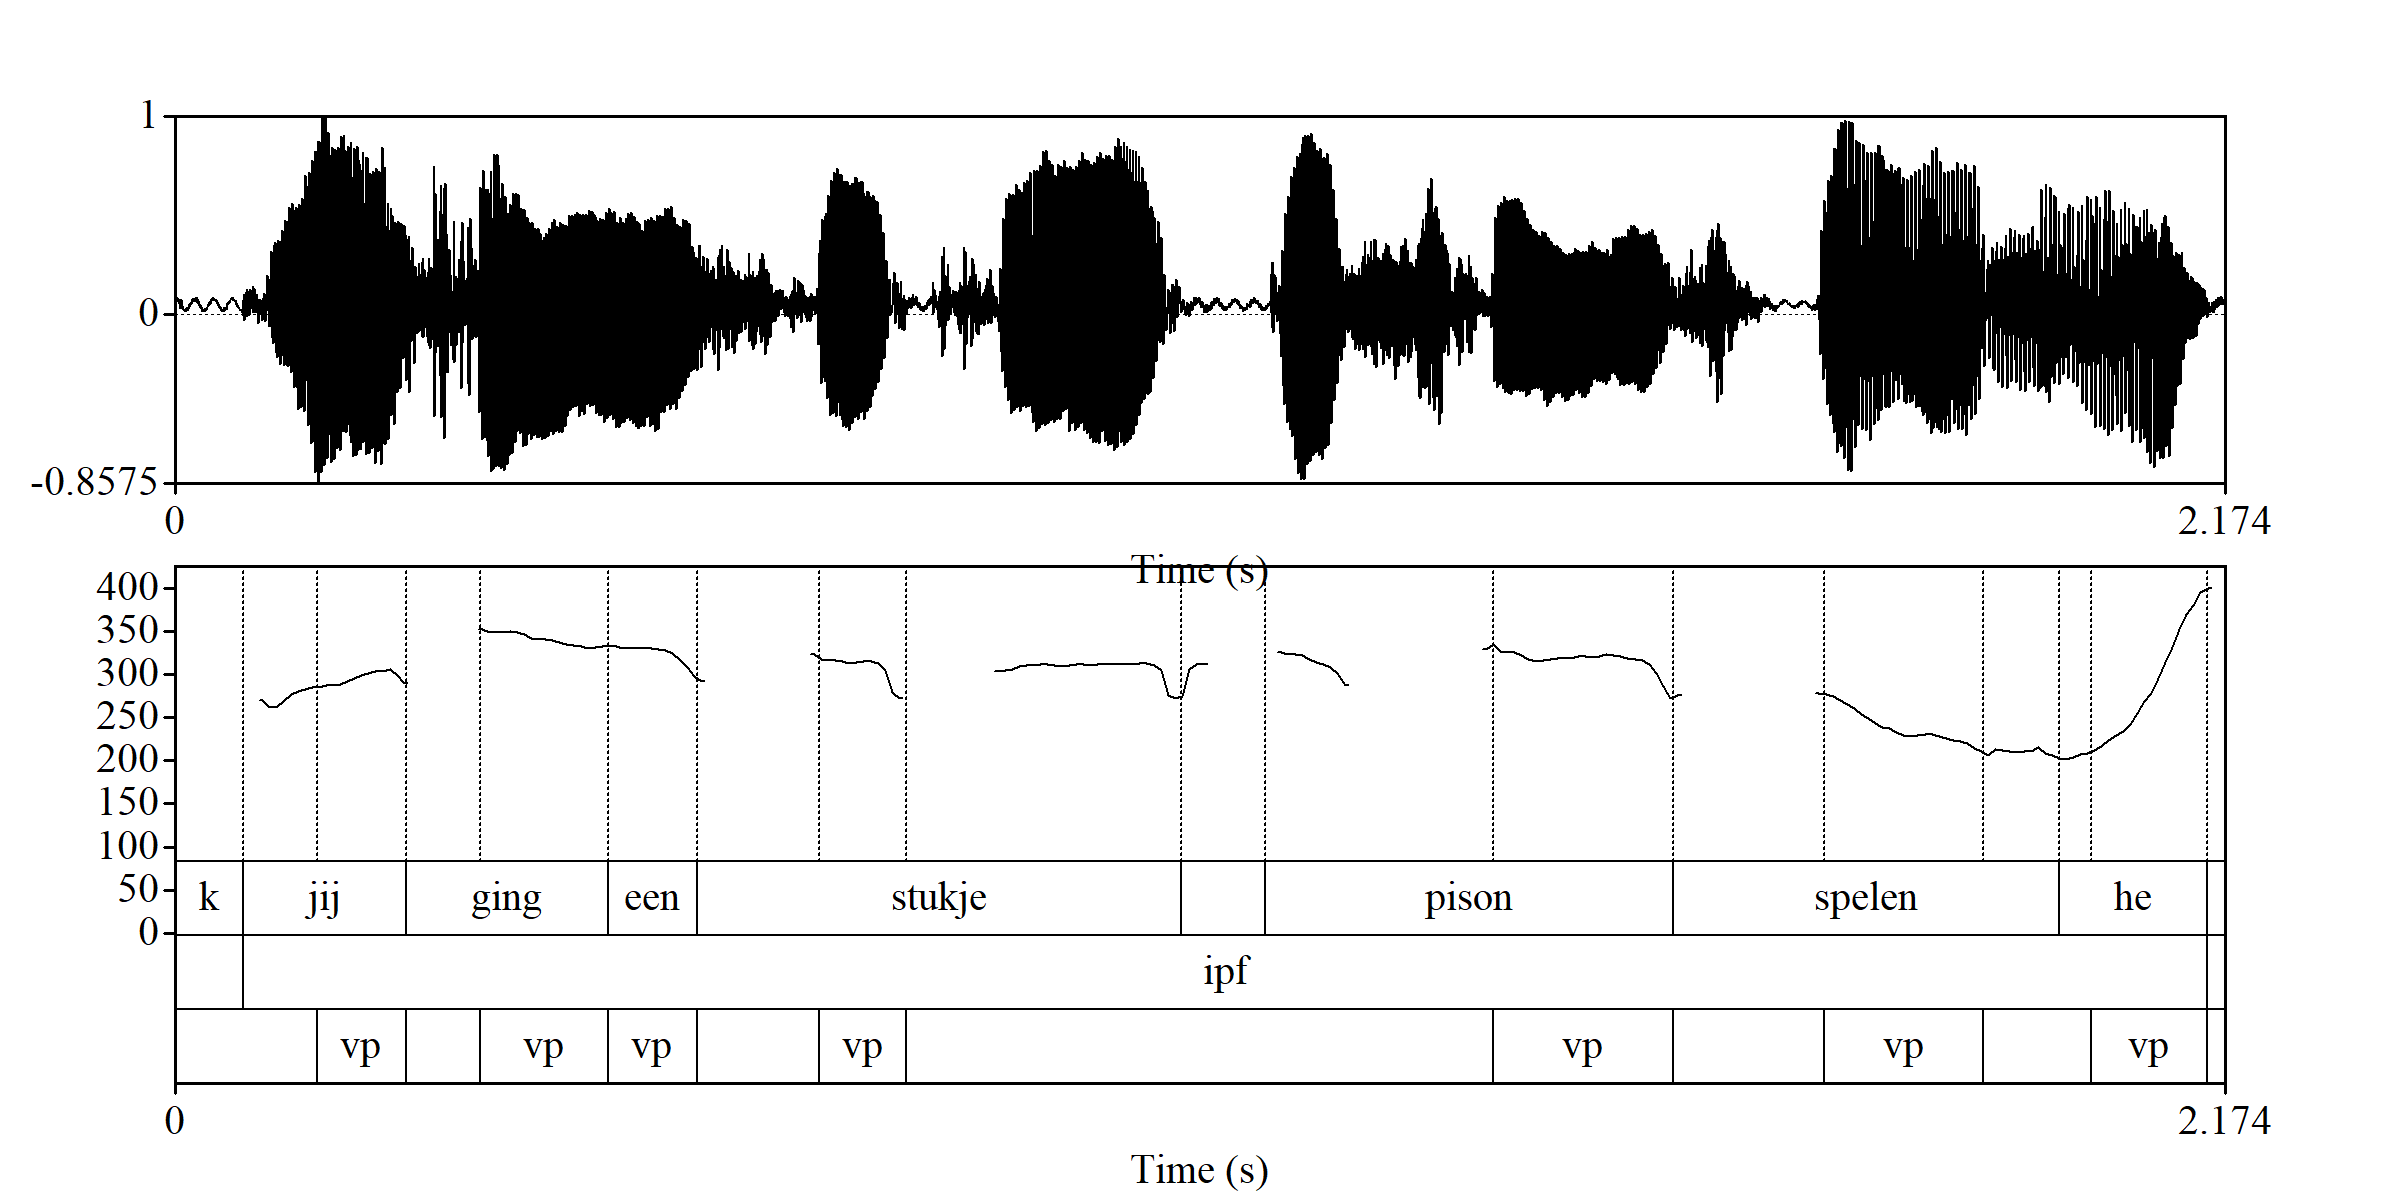 1
0
-0.8575
0 2.174
Time (s)
400
350
300
250
200
150
100
50
0
k jij ging een stukje pison spelen he
ipf
vp vp vp vp vp vp vp
0 2.174
Time (s)